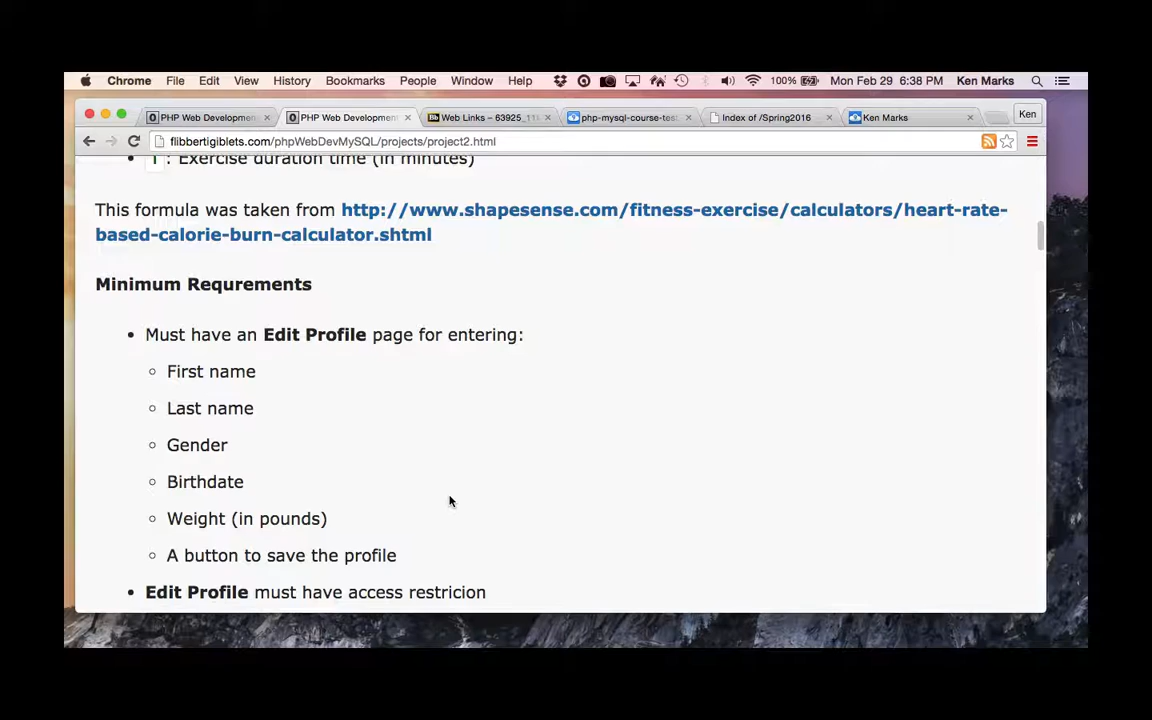 Chrome File Edit View History Bookmarks People Window Help 100% Mon Feb 29 6:38 PM Ken Marks
PHP Web Developmen PHP Web Developmen Web Links – 63925_11 php-mysql-course-tes Index of /Spring2016 Ken Marks Ken
flibbertigiblets.com/phpWebDevMySQL/projects/project2.html
: Exercise duration time (in minutes)
This formula was taken from http://www.shapesense.com/fitness-exercise/calculators/heart-rate-
based-calorie-burn-calculator.shtml
Minimum Requrements
• Must have an Edit Profile page for entering:
◦ First name
◦ Last name
◦ Gender
◦ Birthdate
◦ Weight (in pounds)
◦ A button to save the profile
• Edit Profile must have access restricion